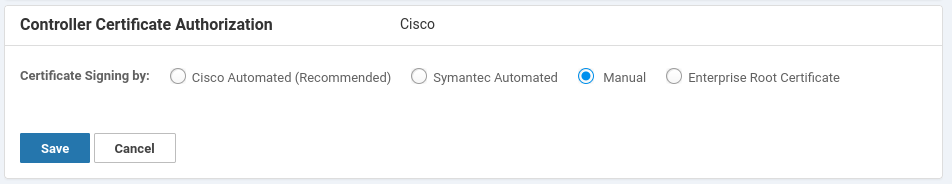 Controller Certificate Authorization Cisco
Certificate Signing by: Cisco Automated (Recommended) Symantec Automated Manual Enterprise Root Certificate
Save Cancel